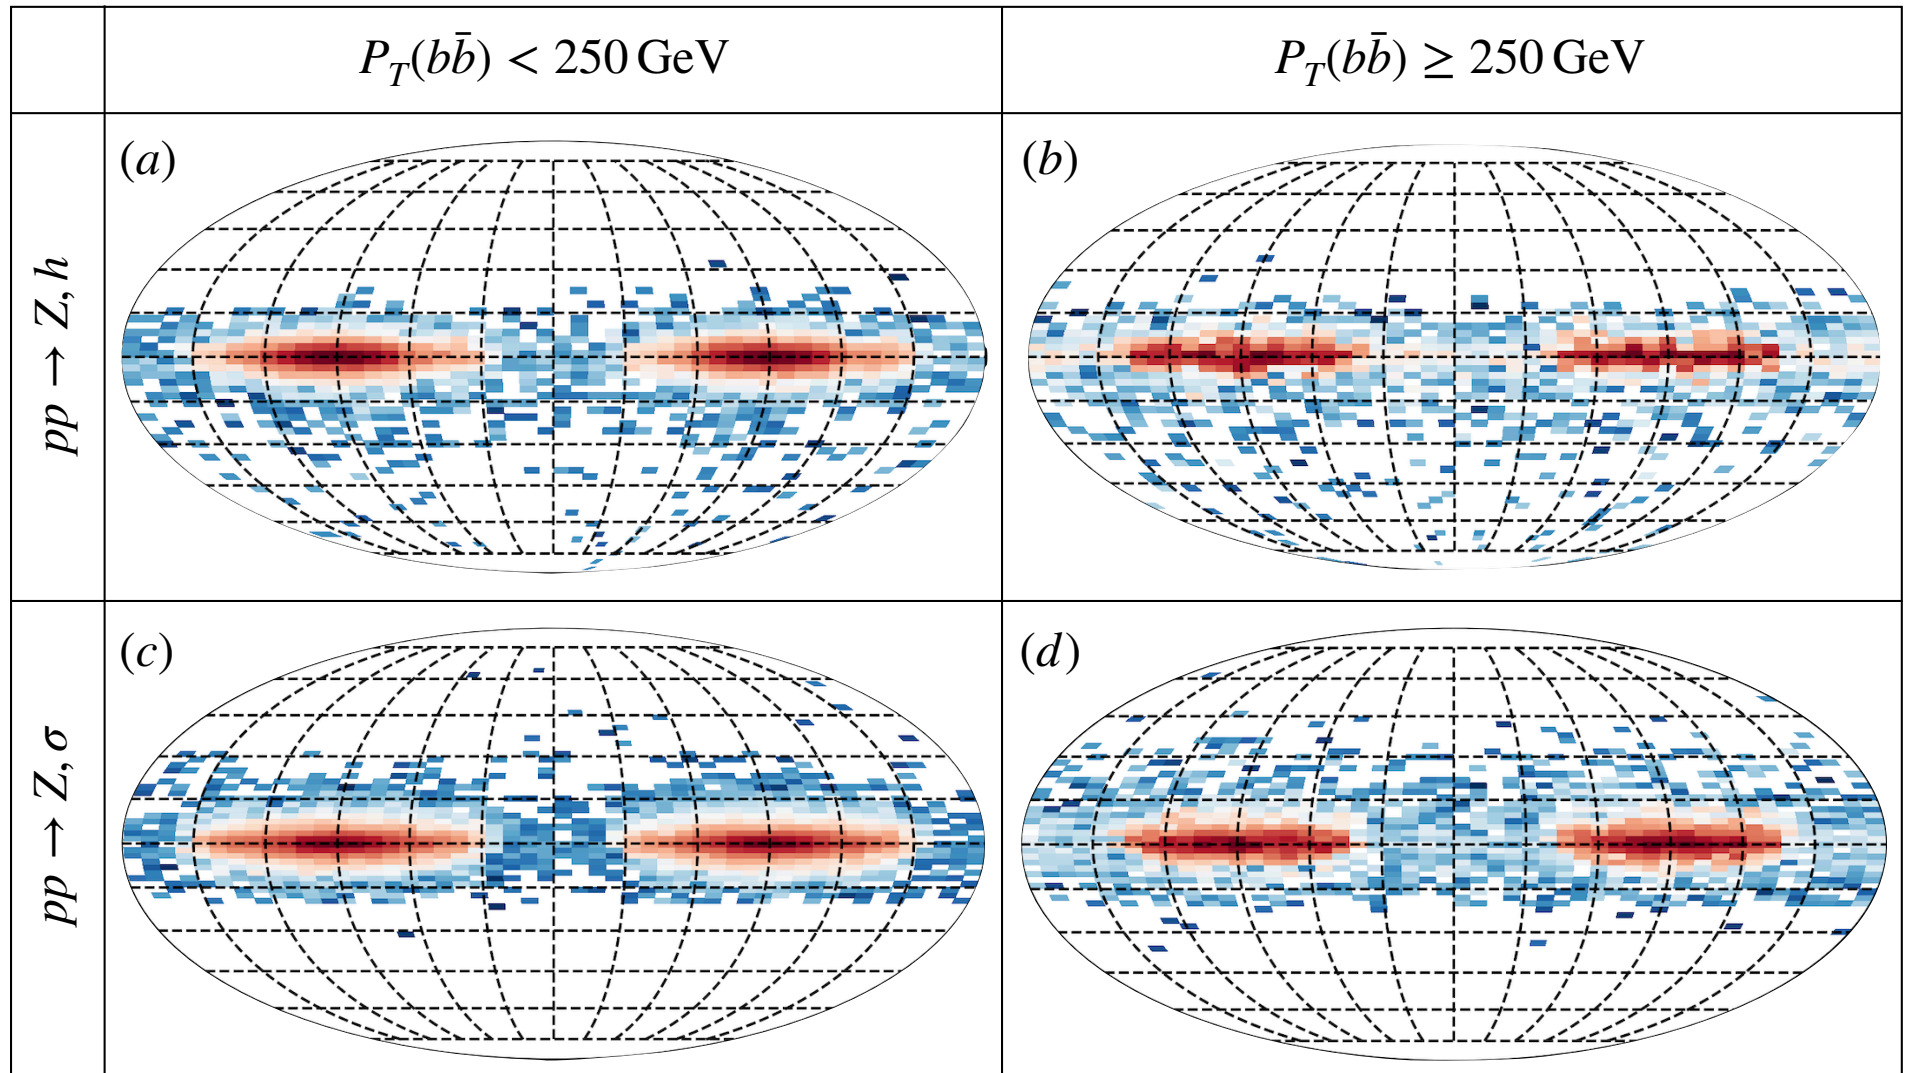 P_T(bb̄) < 250 GeV
P_T(bb̄) ≥ 250 GeV
pp → Z, h
(a)
(b)
pp → Z, σ
(c)
(d)